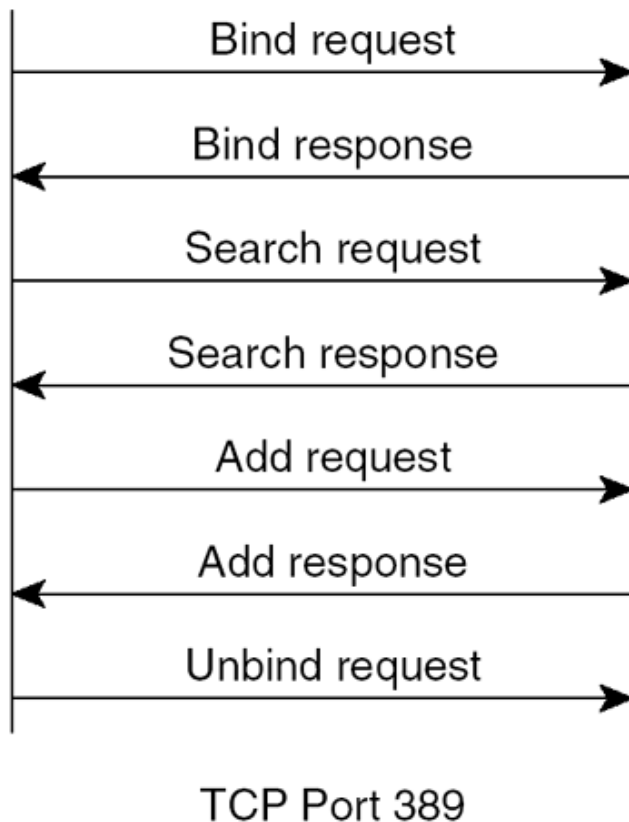 Bind request
Bind response
Search request
Search response
Add request
Add response
Unbind request
TCP Port 389